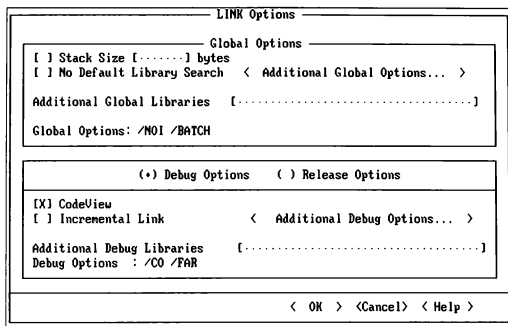 LINK Options
Global Options
[ ] Stack Size [·······] bytes
[ ] No Default Library Search < Additional Global Options... >
Additional Global Libraries [··································]
Global Options: /NOI /BATCH
(•) Debug Options ( ) Release Options
[X] CodeView
[ ] Incremental Link < Additional Debug Options... >
Additional Debug Libraries [··································]
Debug Options : /CO /FAR
< OK > <Cancel> < Help >